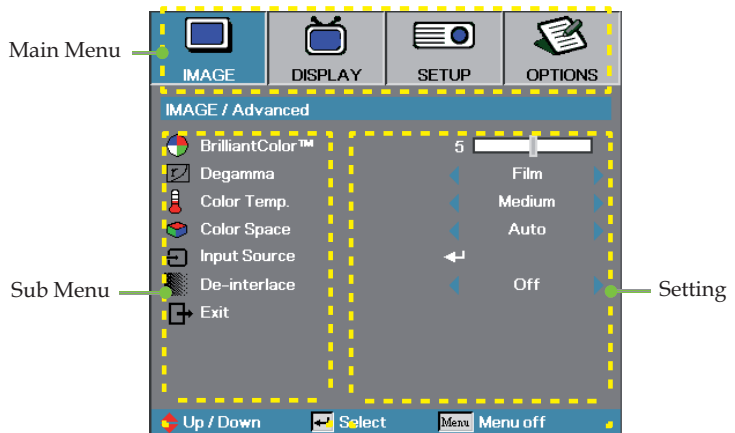 Main Menu
IMAGE DISPLAY SETUP OPTIONS
IMAGE / Advanced
BrilliantColor™ 5
Degamma Film
Color Temp. Medium
Color Space Auto
Input Source
Sub Menu De-interlace Off Setting
Exit
Up / Down Select Menu Menu off